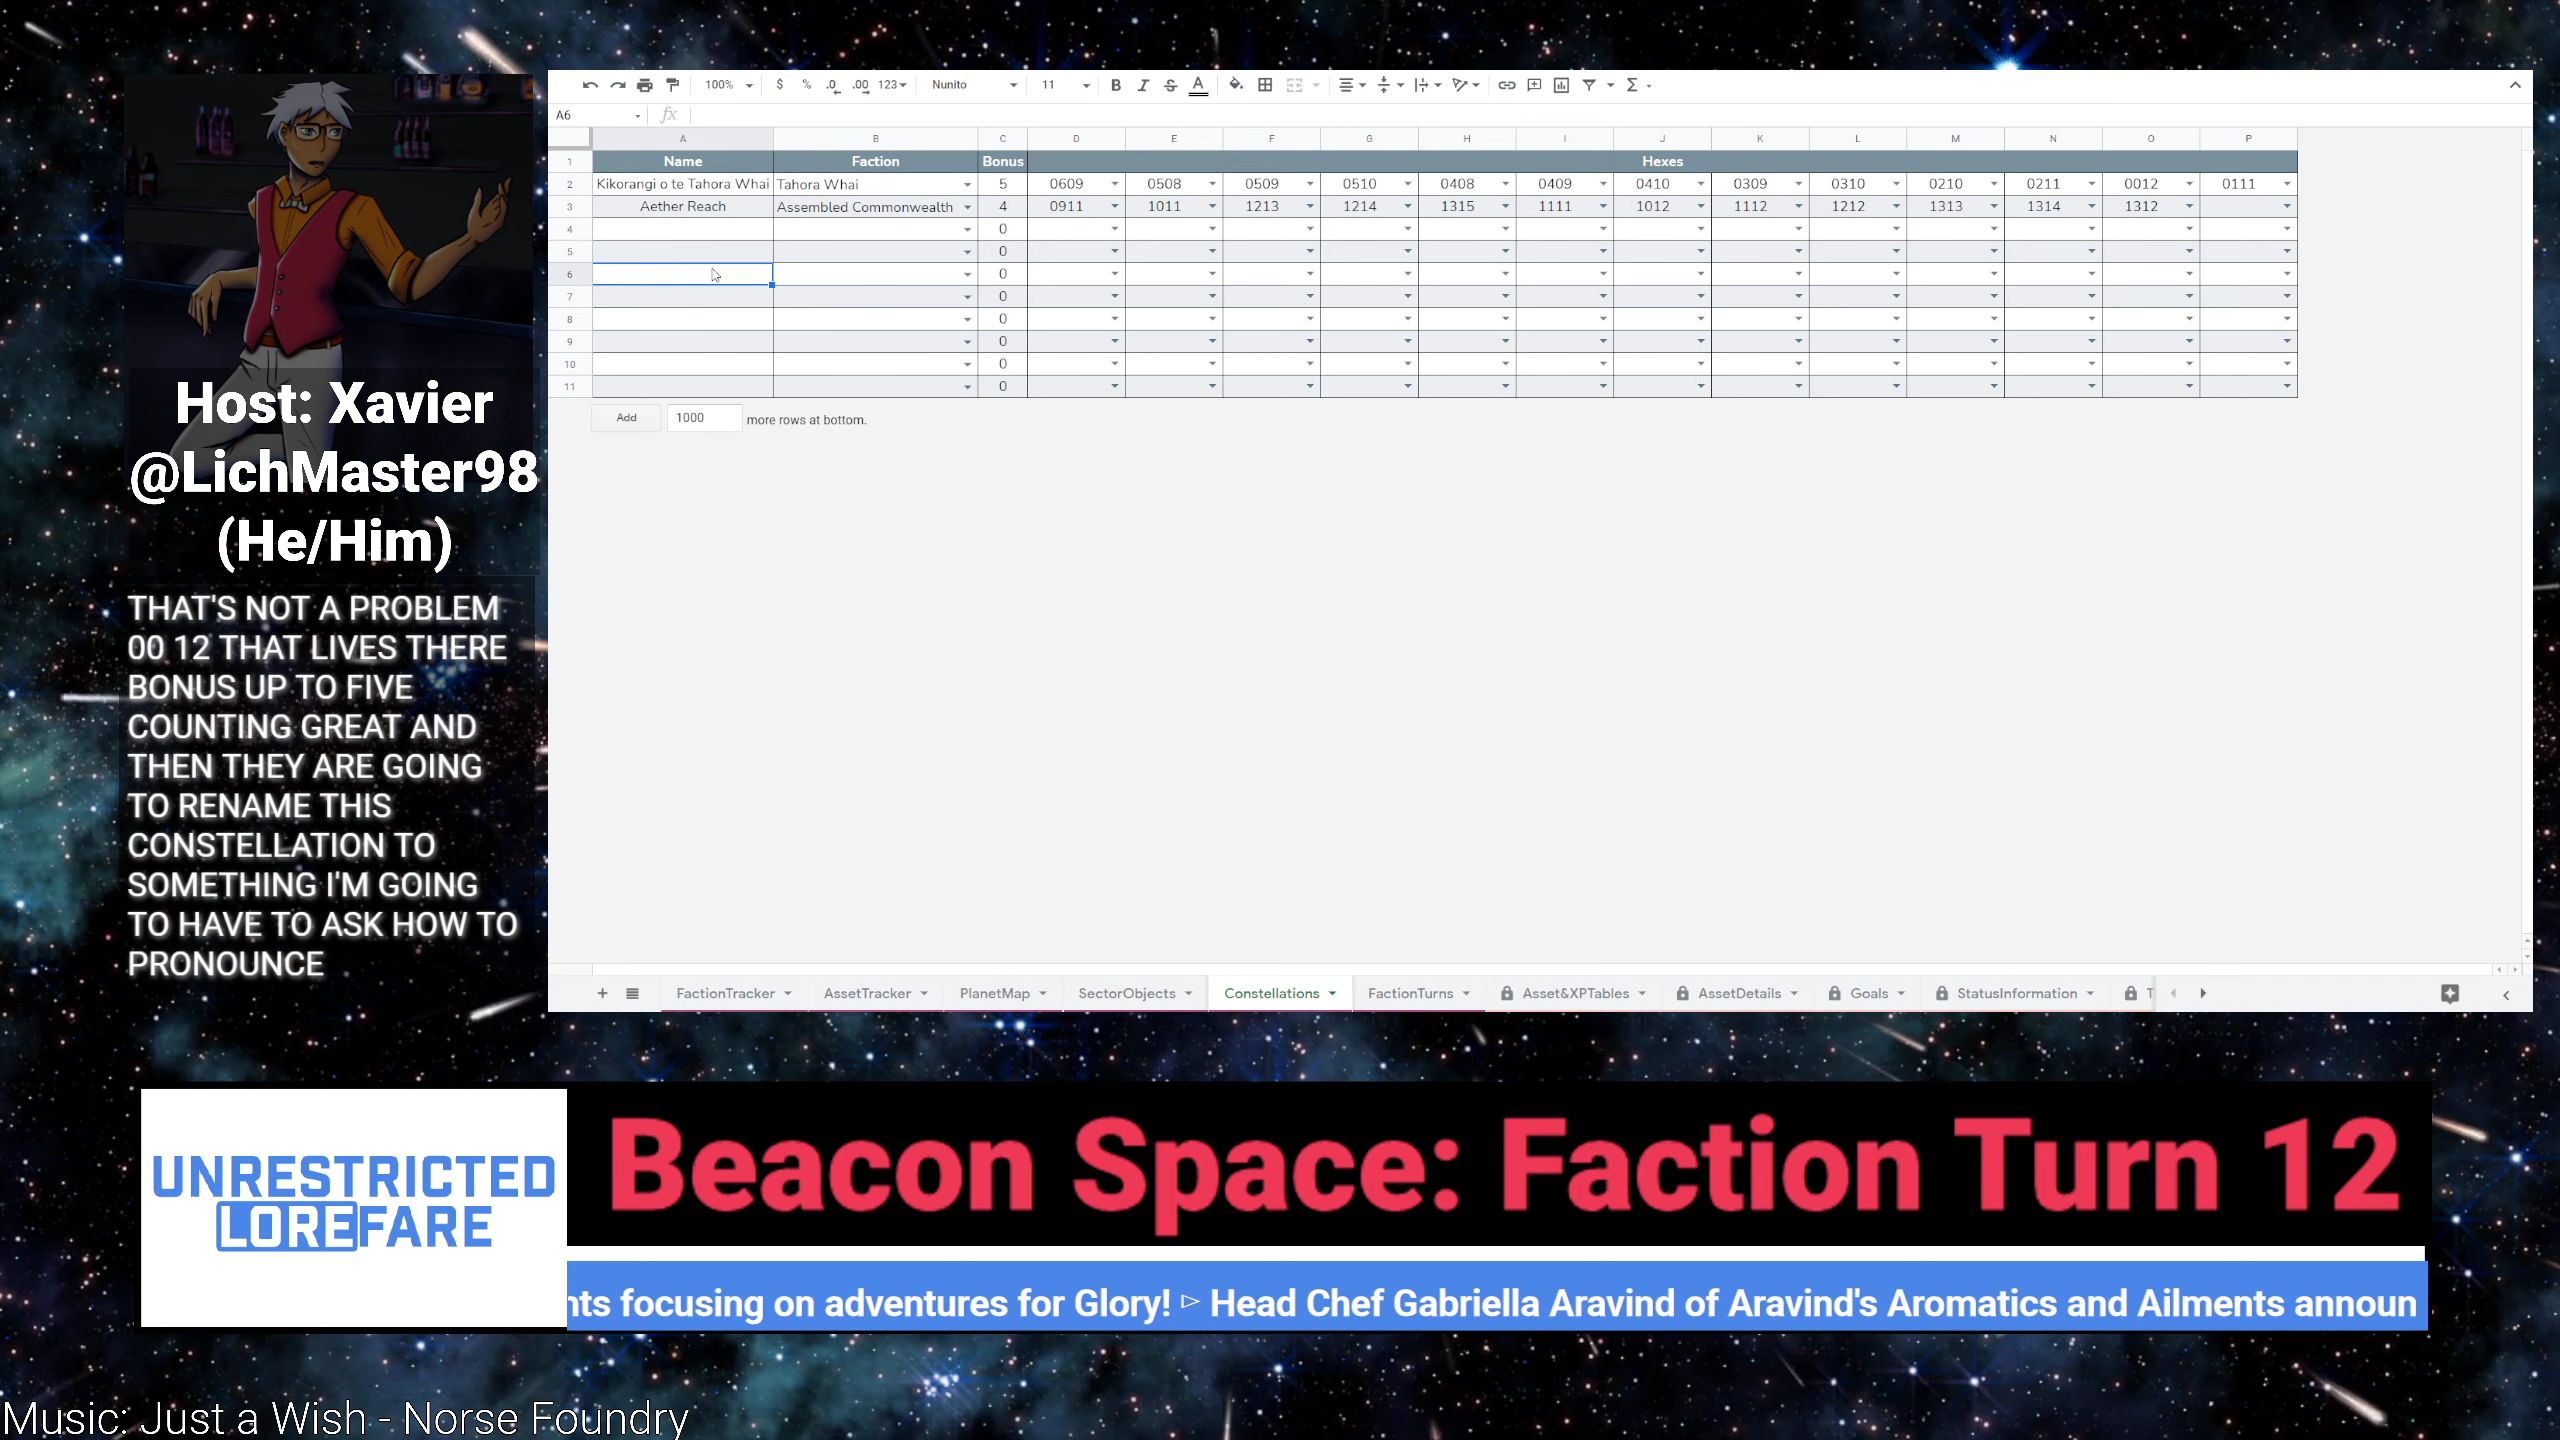 Host: Xavier
@LichMaster98
(He/Him)
THAT'S NOT A PROBLEM
00 12 THAT LIVES THERE
BONUS UP TO FIVE
COUNTING GREAT AND
THEN THEY ARE GOING
TO RENAME THIS
CONSTELLATION TO
SOMETHING I'M GOING
TO HAVE TO ASK HOW TO
PRONOUNCE
100% $ % .0 .00 123 Nunito 11 B I S A
A6 fx
A B C D E F G H I J K L M N O P
1 Name Faction Bonus Hexes
2 Kikorangi o te Tahora Whai Tahora Whai 5 0609 0508 0509 0510 0408 0409 0410 0309 0310 0210 0211 0012 0111
3 Aether Reach Assembled Commonwealth 4 0911 1011 1213 1214 1315 1111 1012 1112 1212 1313 1314 1312
4 0
5 0
6 0
7 0
8 0
9 0
10 0
11 0
Add 1000 more rows at bottom.
+ FactionTracker AssetTracker PlanetMap SectorObjects Constellations FactionTurns Asset&XPTables AssetDetails Goals StatusInformation T
UNRESTRICTED
LOREFARE
Beacon Space: Faction Turn 12
nts focusing on adventures for Glory! ▻ Head Chef Gabriella Aravind of Aravind's Aromatics and Ailments announ
Music: Just a Wish - Norse Foundry